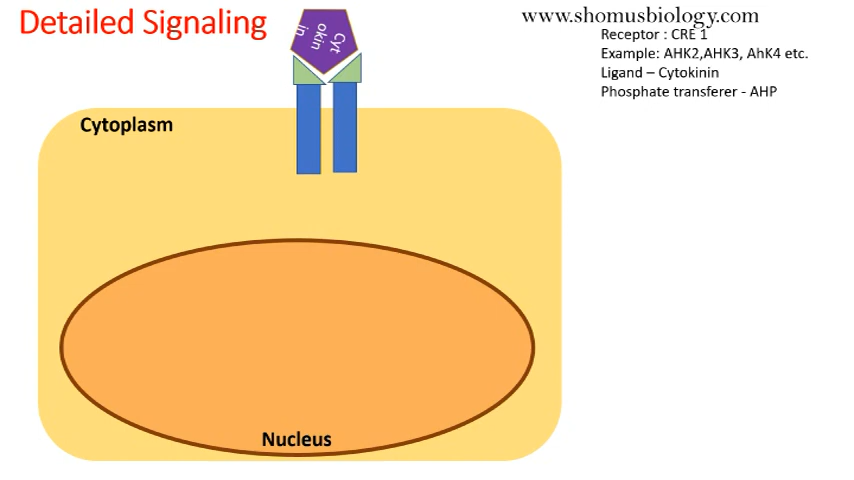 Detailed Signaling
www.shomusbiology.com
Receptor : CRE 1
Example: AHK2,AHK3, AhK4 etc.
Ligand – Cytokinin
Phosphate transferer - AHP
Cyt
okin
in
Cytoplasm
Nucleus